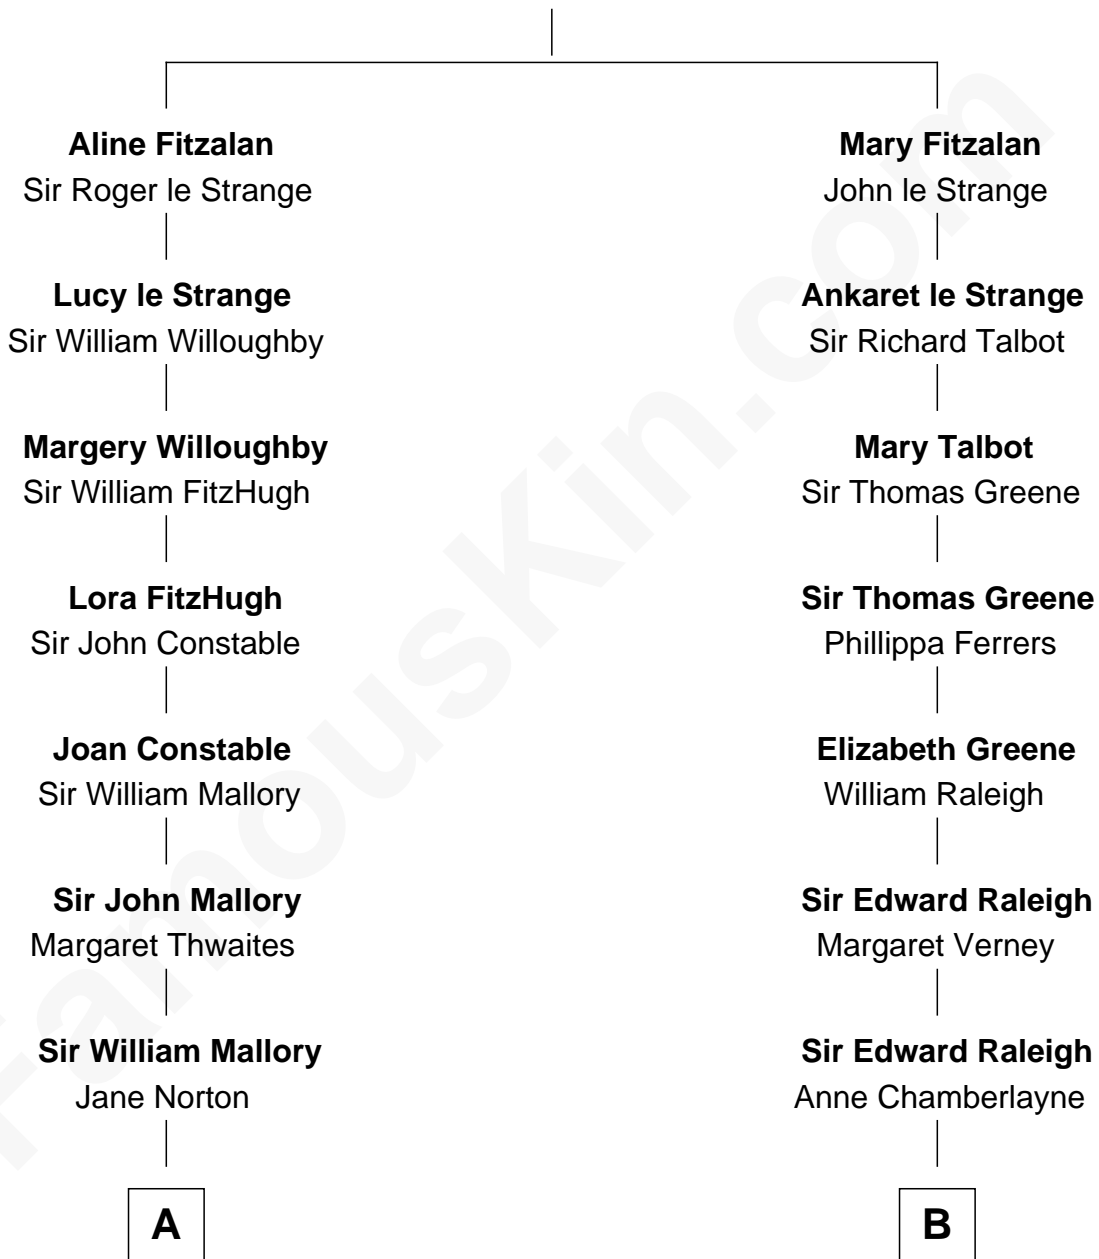 Aline Fitzalan
Sir Roger le Strange
Mary Fitzalan
John le Strange
Lucy le Strange
Sir William Willoughby
Ankaret le Strange
Sir Richard Talbot
Margery Willoughby
Sir William FitzHugh
Mary Talbot
Sir Thomas Greene
Lora FitzHugh
Sir John Constable
Sir Thomas Greene
Phillippa Ferrers
Joan Constable
Sir William Mallory
Elizabeth Greene
William Raleigh
Sir John Mallory
Margaret Thwaites
Sir Edward Raleigh
Margaret Verney
Sir William Mallory
Jane Norton
Sir Edward Raleigh
Anne Chamberlayne
A
B
FamousKin.com